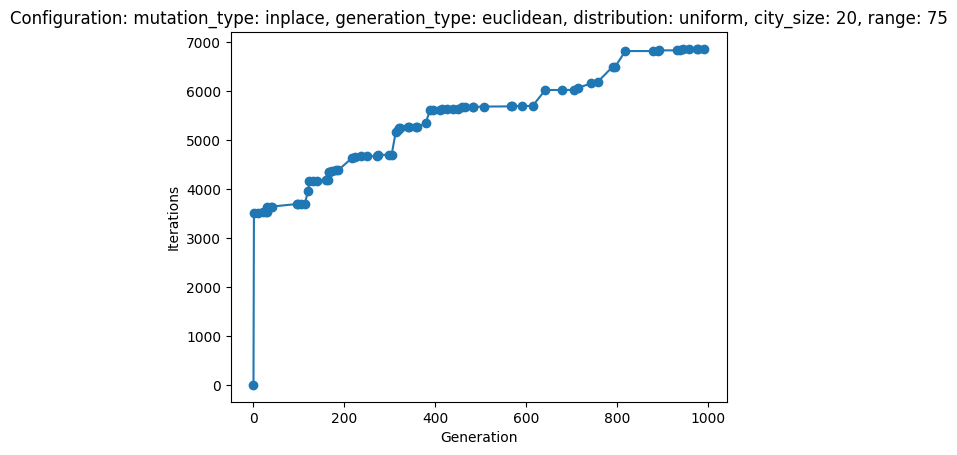 Configuration: mutation_type: inplace, generation_type: euclidean, distribution: uniform, city_size: 20, range: 75
7000
6000
5000
4000
3000
2000
1000
0
Iterations
0 200 400 600 800 1000
Generation